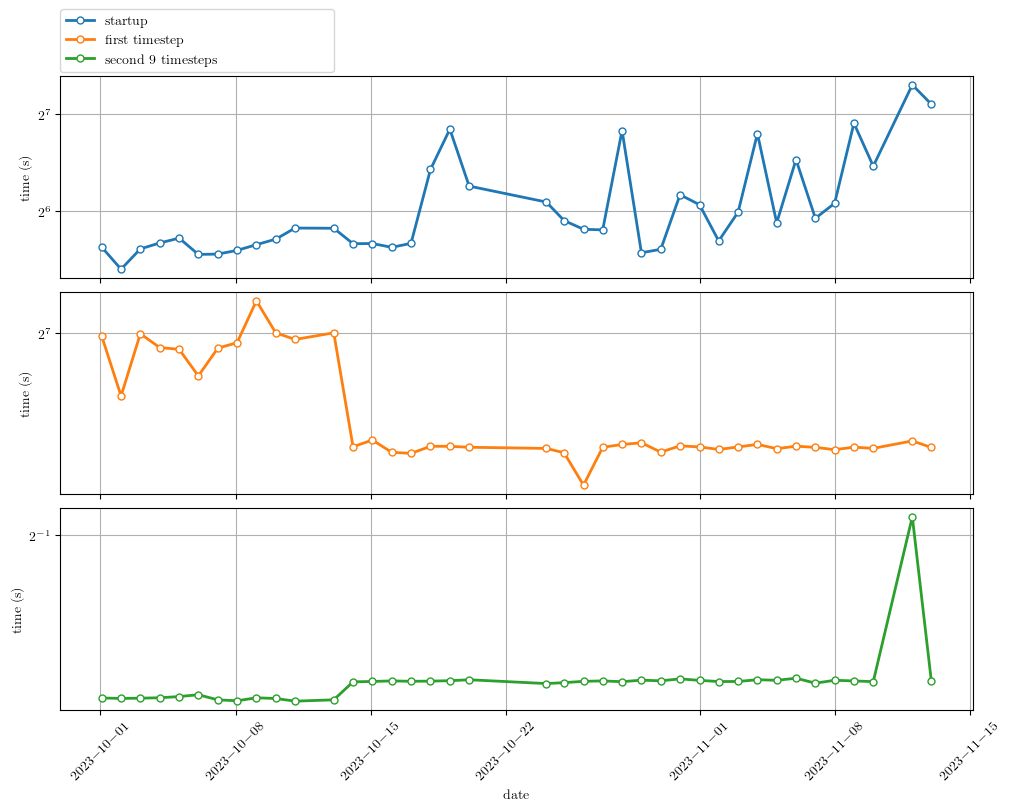 startup
first timestep
second 9 timesteps
time (s)
2^7
2^6
time (s)
2^7
time (s)
2^−1
2023−10−01
2023−10−08
2023−10−15
2023−10−22
2023−11−01
2023−11−08
2023−11−15
date